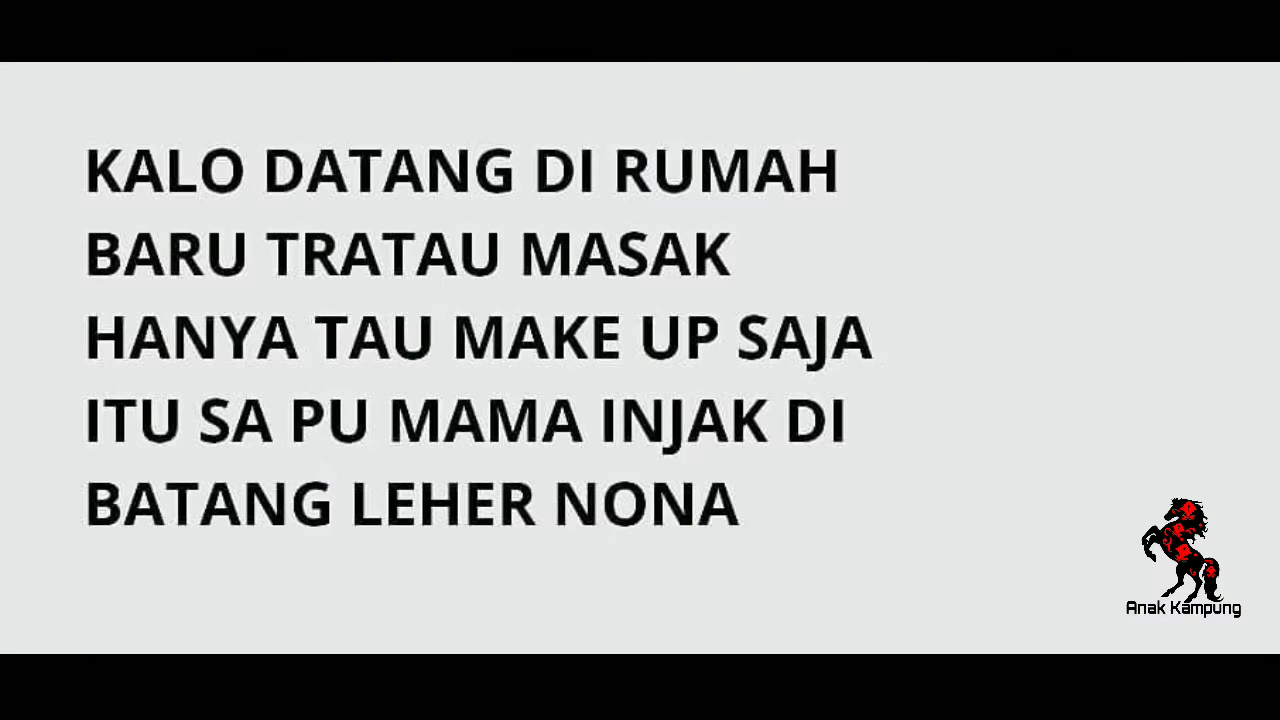 KALO DATANG DI RUMAH
BARU TRATAU MASAK
HANYA TAU MAKE UP SAJA
ITU SA PU MAMA INJAK DI
BATANG LEHER NONA
Anak Kampung